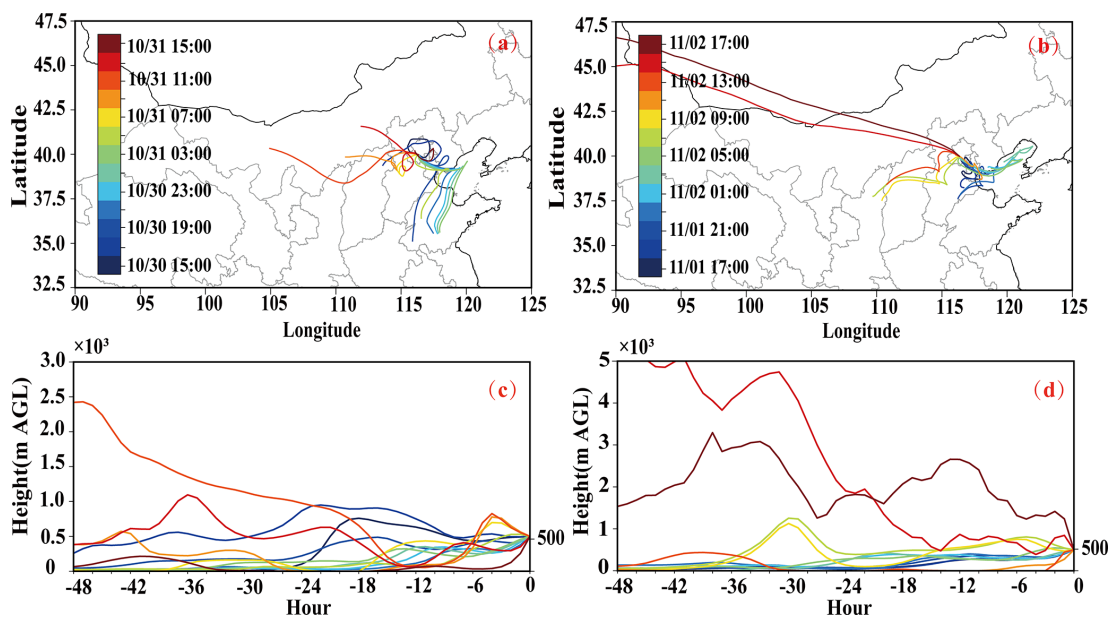 (a)
47.5
45.0
42.5
40.0
37.5
35.0
32.5
Latitude
10/31 15:00
10/31 11:00
10/31 07:00
10/31 03:00
10/30 23:00
10/30 19:00
10/30 15:00
90 95 100 105 110 115 120 125
Longitude
(b)
47.5
45.0
42.5
40.0
37.5
35.0
32.5
Latitude
11/02 17:00
11/02 13:00
11/02 09:00
11/02 05:00
11/02 01:00
11/01 21:00
11/01 17:00
90 95 100 105 110 115 120 125
Longitude
×10³
(c)
3.0
2.5
2.0
1.5
1.0
0.5
0
Height(m AGL)
500
-48 -42 -36 -30 -24 -18 -12 -6 0
Hour
×10³
(d)
5
4
3
2
1
0
Height(m AGL)
500
-48 -42 -36 -30 -24 -18 -12 -6 0
Hour